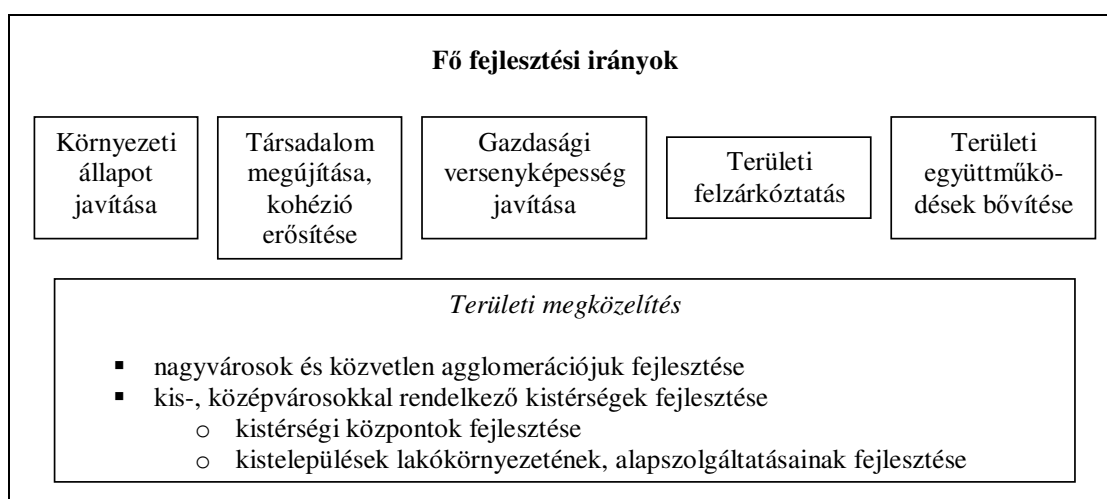 Fő fejlesztési irányok
Környezeti
állapot
javítása
Társadalom
megújítása,
kohézió
erősítése
Gazdasági
versenyképesség
javítása
Területi
felzárkóztatás
Területi
együttműkö-
dések bővítése
Területi megközelítés
▪ nagyvárosok és közvetlen agglomerációjuk fejlesztése
▪ kis-, középvárosokkal rendelkező kistérségek fejlesztése
o kistérségi központok fejlesztése
o kistelepülések lakókörnyezetének, alapszolgáltatásainak fejlesztése